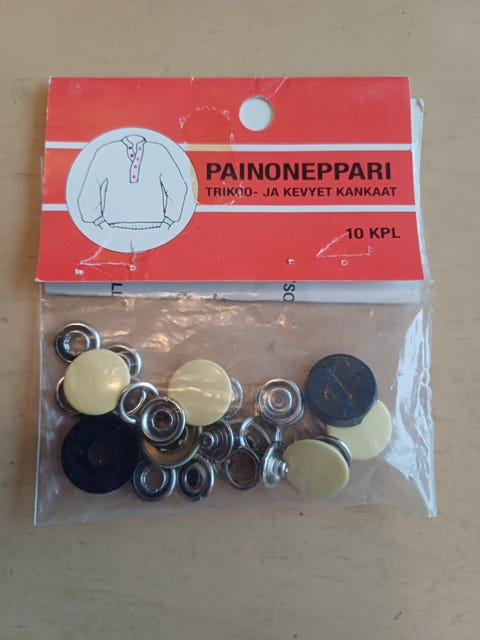 PAINONEPPARI
TRIKOO- JA KEVYET KANKAAT
10 KPL